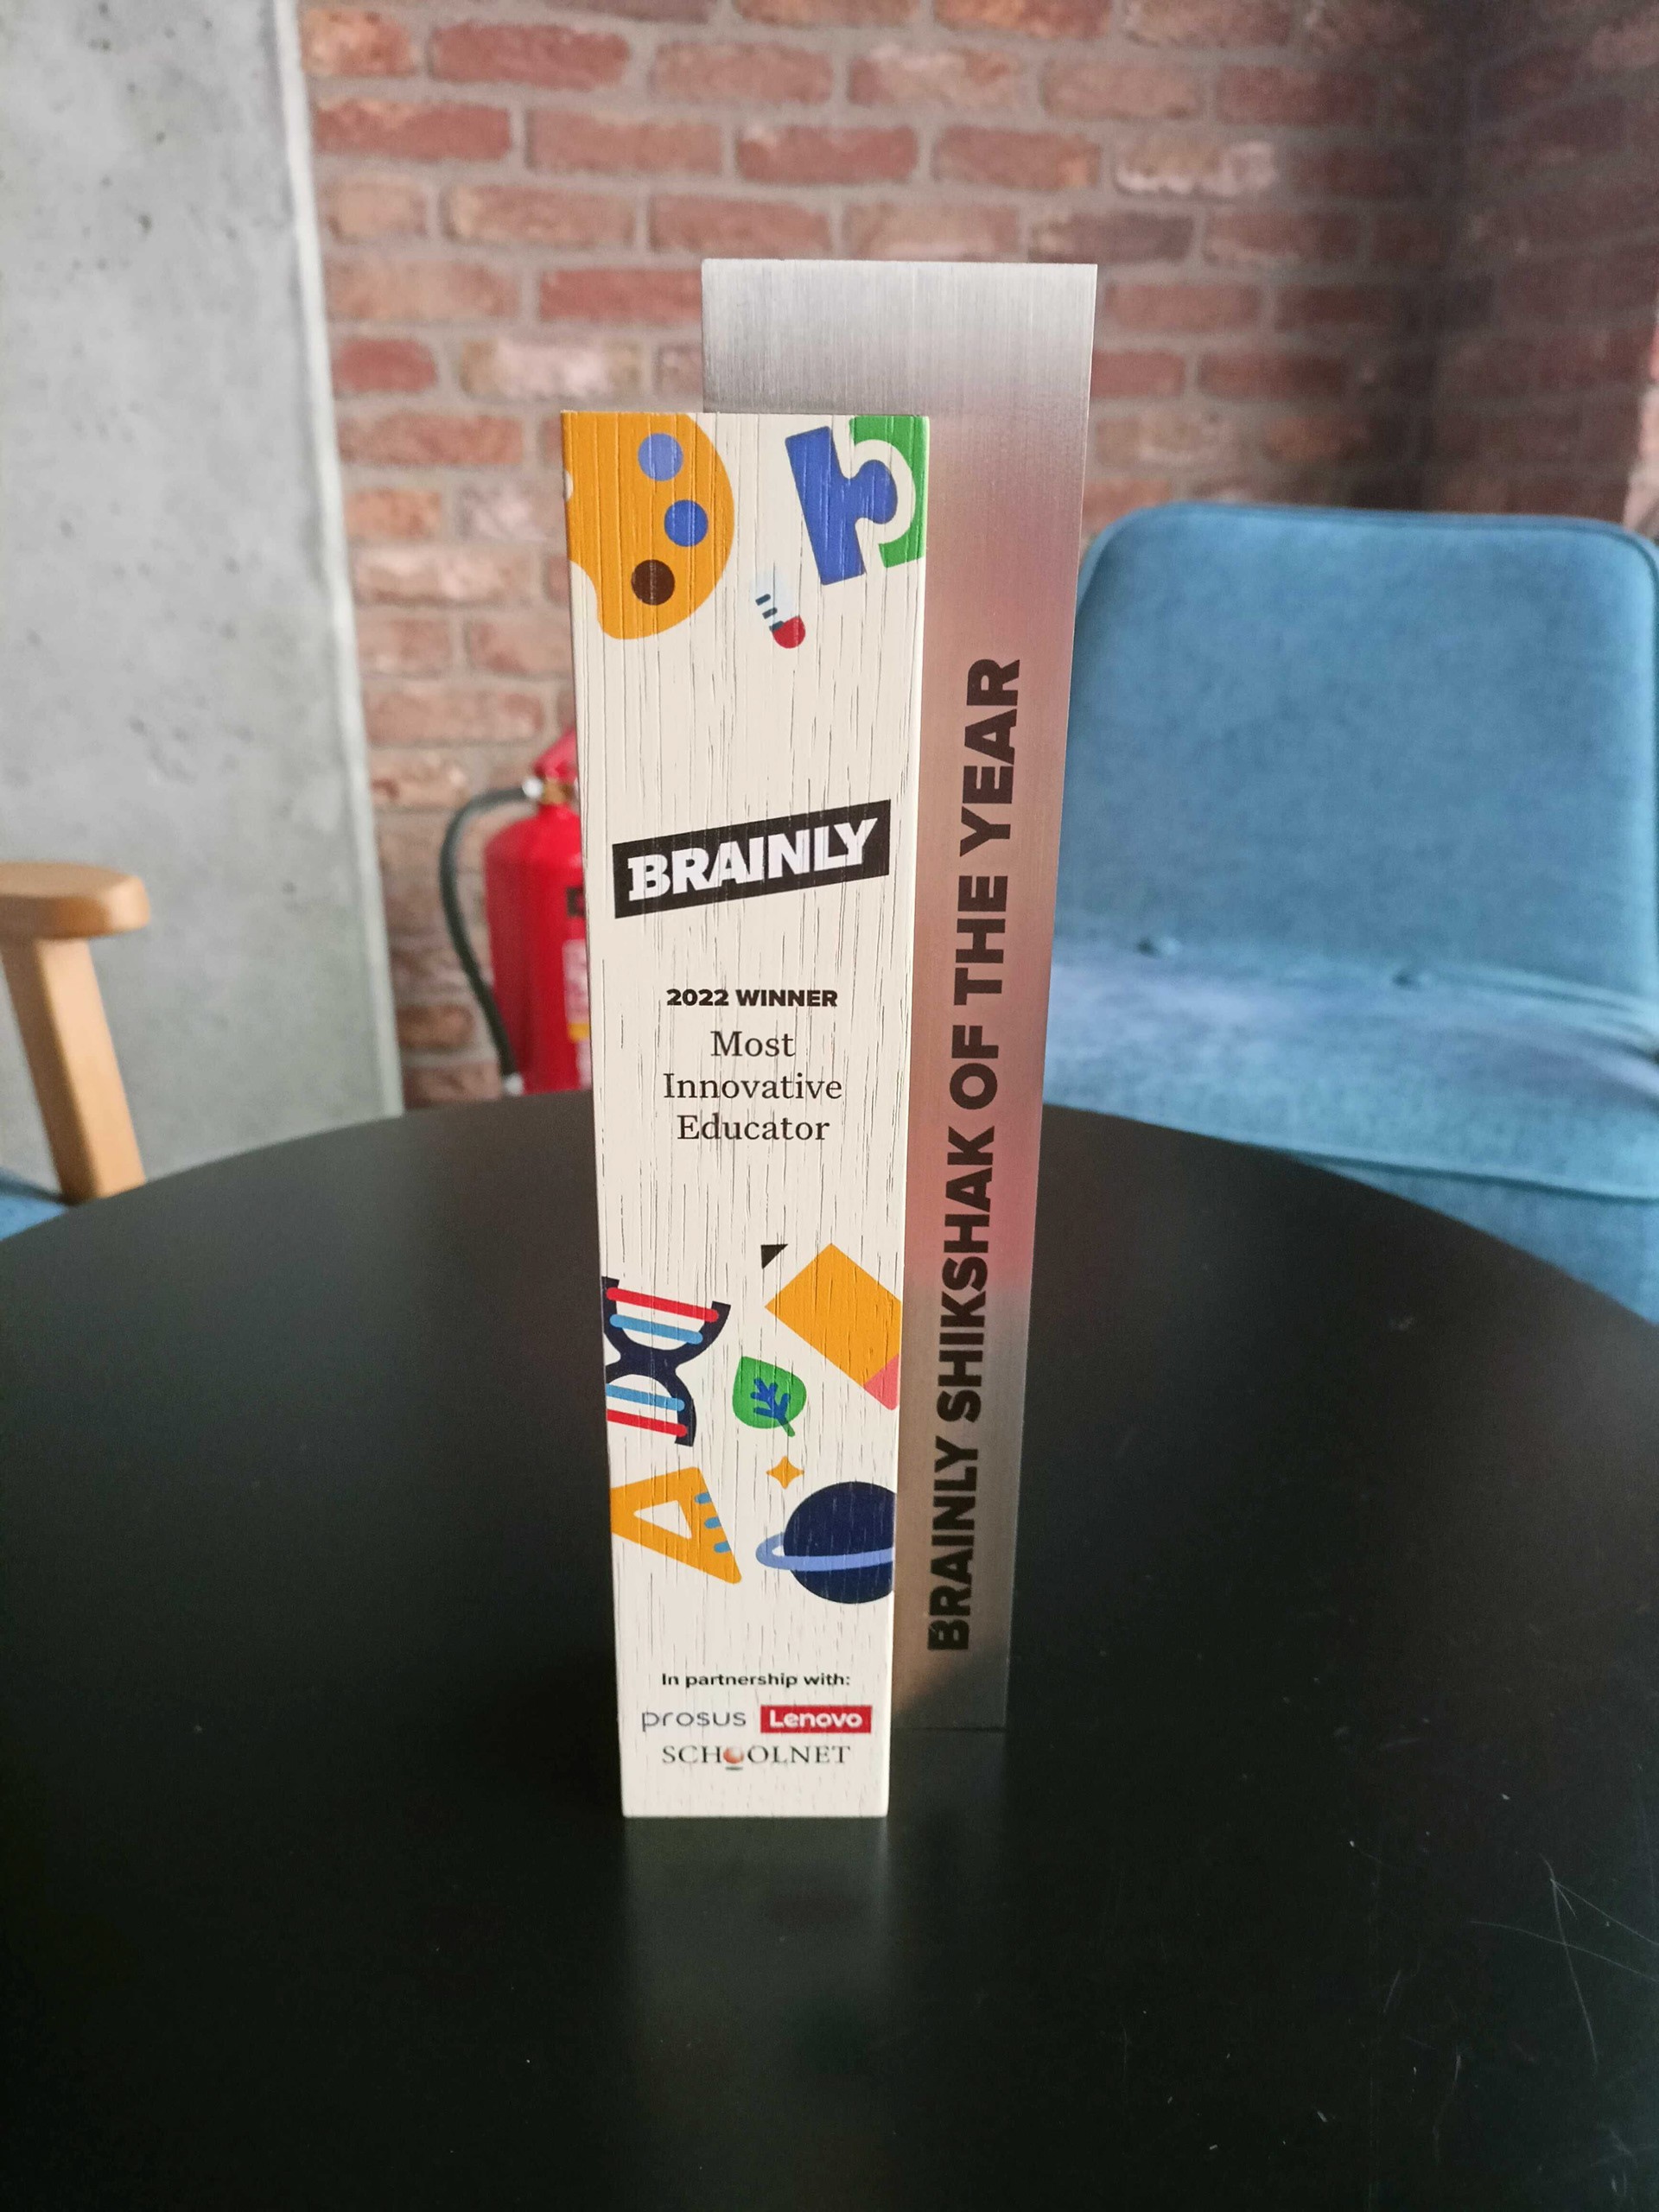 BRAINLY
2022 WINNER
Most
Innovative
Educator
In partnership with:
prosus Lenovo
SCHOOLNET
BRAINLY SHIKSHAK OF THE YEAR